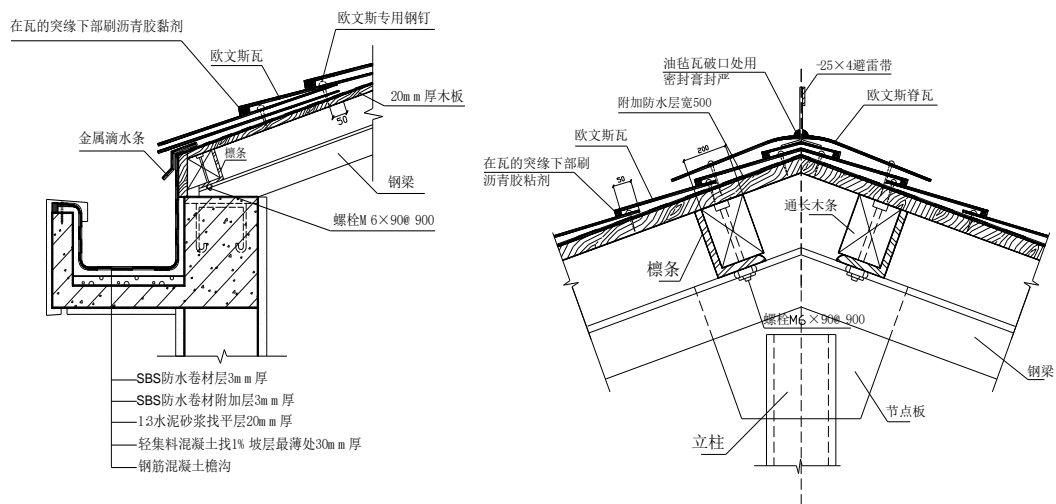 在瓦的突缘下部刷沥青胶黏剂
欧文斯专用钢钉
欧文斯瓦
20mm厚木板
50
金属滴水条
檩条
钢梁
螺栓M6×90@900
SBS防水卷材层3mm厚
SBS防水卷材附加层3mm厚
1:3水泥砂浆找平层20mm厚
轻集料混凝土找1%坡层最薄处30mm厚
钢筋混凝土檐沟
油毡瓦破口处用
密封膏封严
-25×4避雷带
附加防水层宽500
欧文斯脊瓦
欧文斯瓦
200
在瓦的突缘下部刷
沥青胶粘剂
50
通长木条
檩条
螺栓M6×90@900
钢梁
节点板
立柱